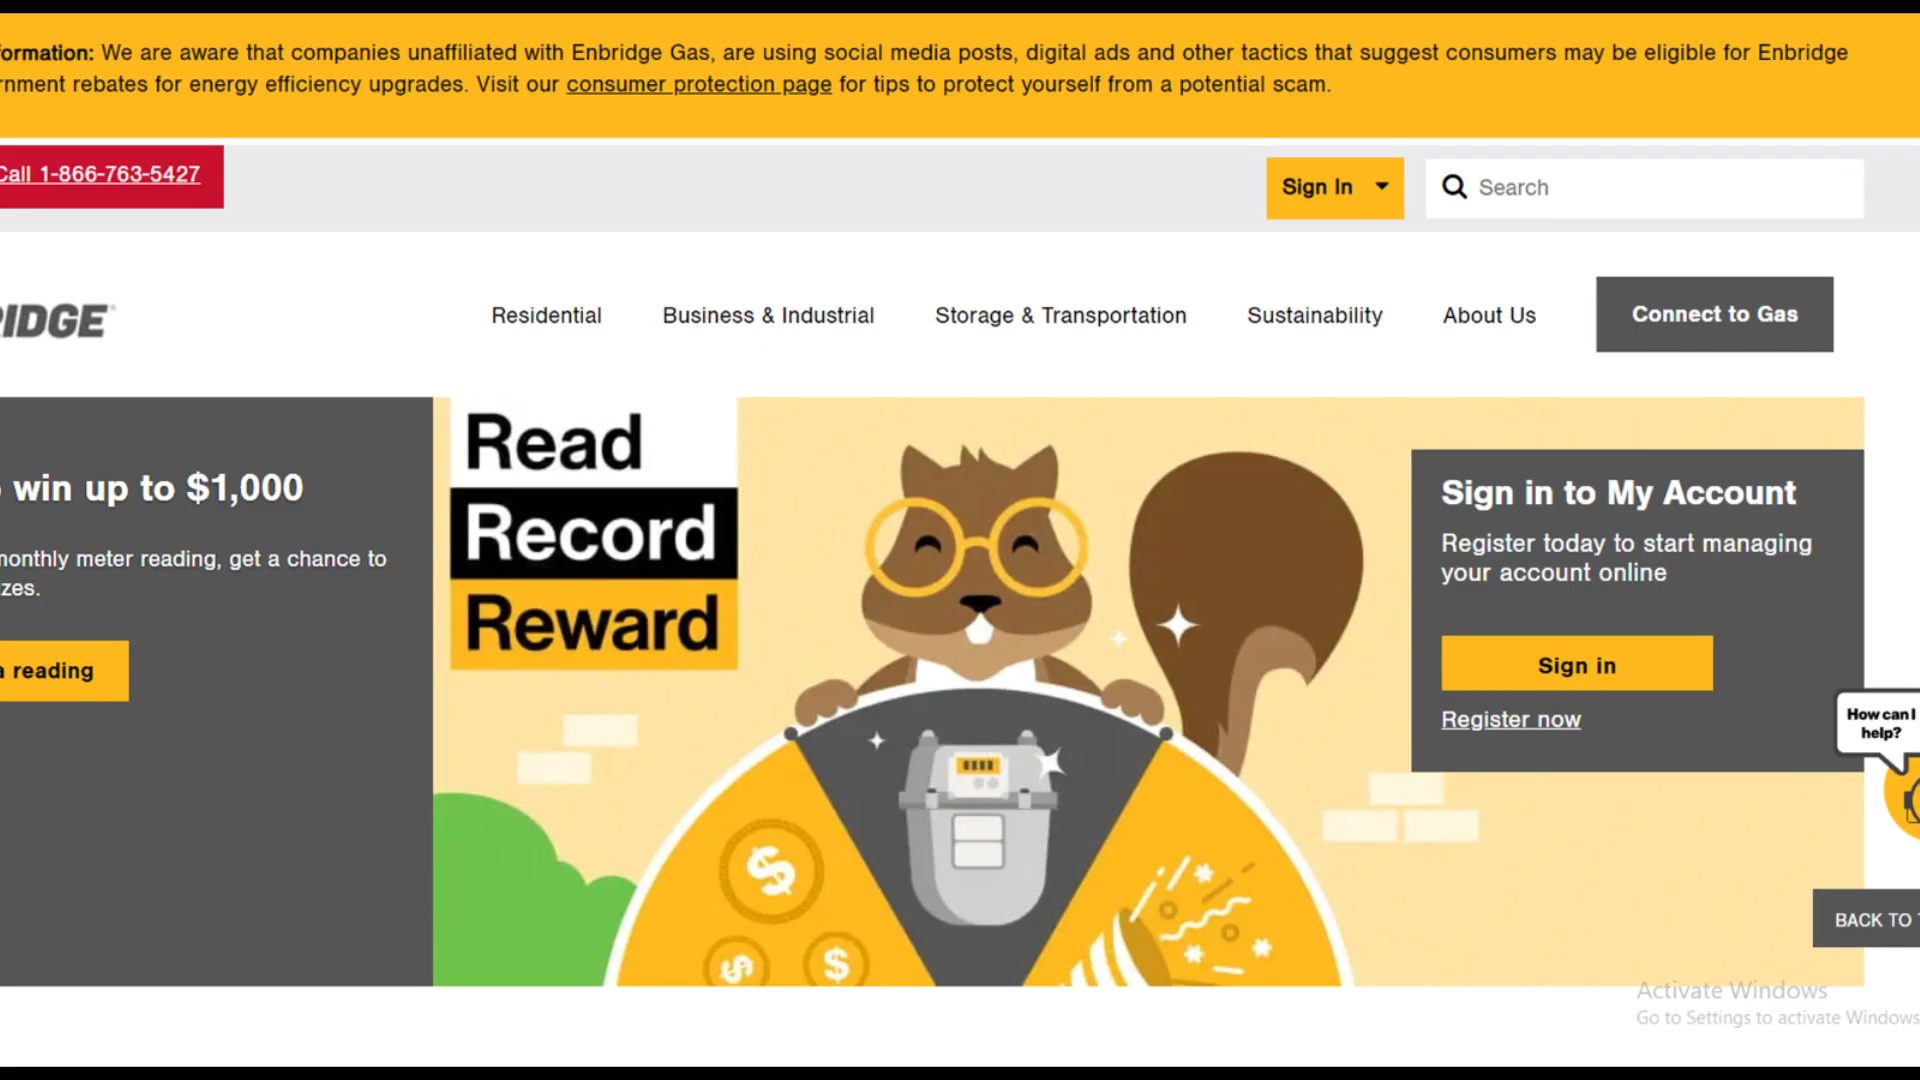 formation: We are aware that companies unaffiliated with Enbridge Gas, are using social media posts, digital ads and other tactics that suggest consumers may be eligible for Enbridge
rnment rebates for energy efficiency upgrades. Visit our consumer protection page for tips to protect yourself from a potential scam.
Call 1-866-763-5427
Sign In
Search
RIDGE
Residential
Business & Industrial
Storage & Transportation
Sustainability
About Us
Connect to Gas
win up to $1,000
monthly meter reading, get a chance to
zes.
a reading
Read
Record
Reward
Sign in to My Account
Register today to start managing
your account online
Sign in
Register now
How can I
help?
BACK TO
Activate Windows
Go to Settings to activate Windows